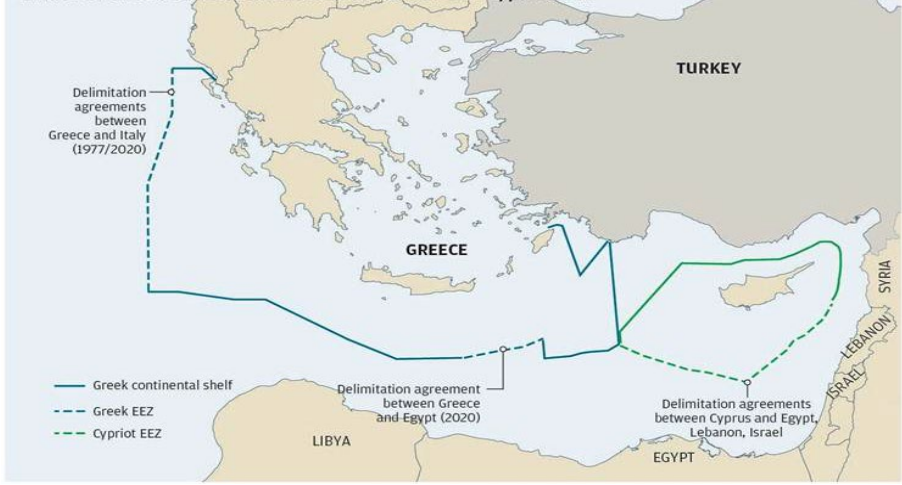 TURKEY
Delimitation
agreements
between
Greece and Italy
(1977/2020)
GREECE
SYRIA
LEBANON
ISRAEL
Greek continental shelf
Greek EEZ
Cypriot EEZ
Delimitation agreement
between Greece
and Egypt (2020)
Delimitation agreements
between Cyprus and Egypt,
Lebanon, Israel
LIBYA
EGYPT